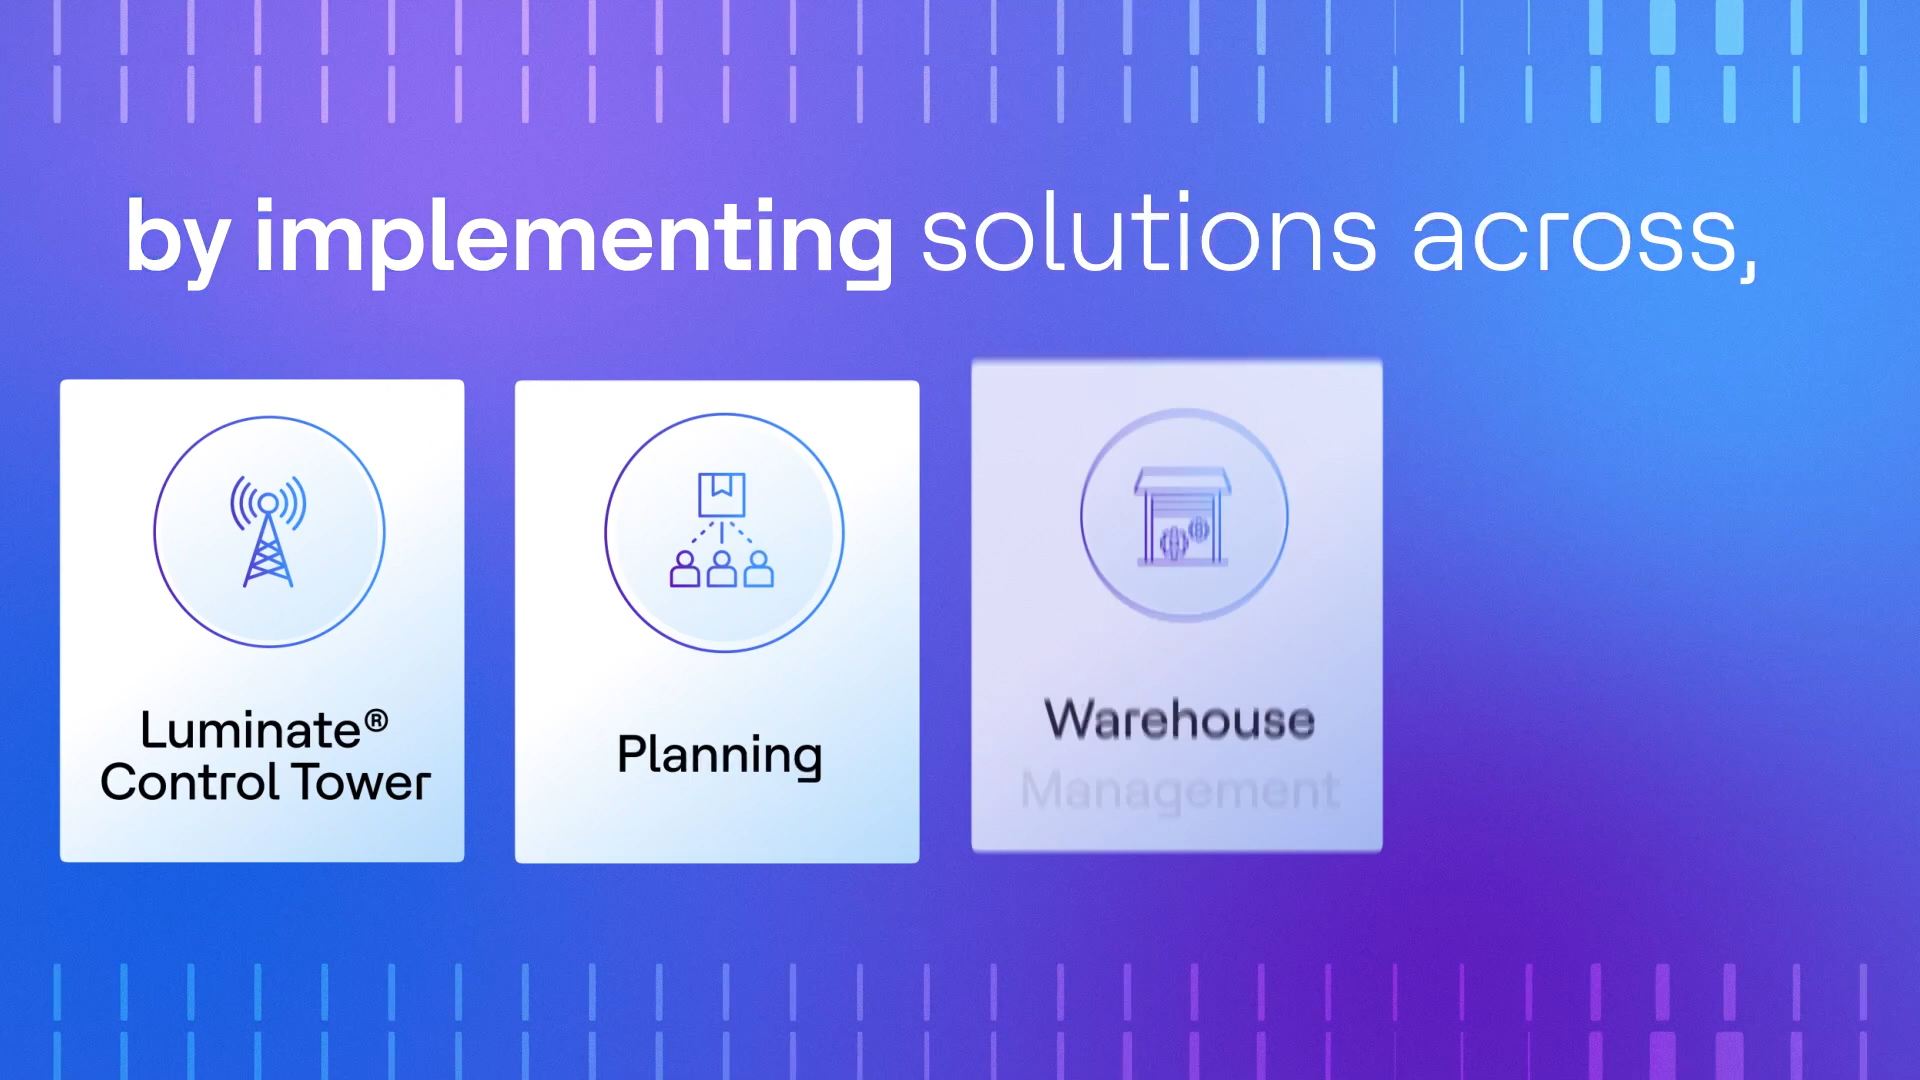 by implementing solutions across,
Luminate®
Control Tower
Planning
Warehouse
Management